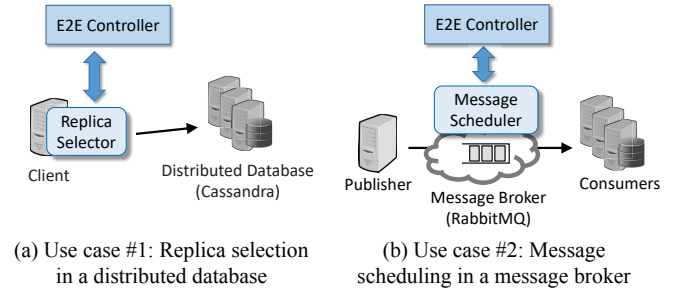 E2E Controller
Replica
Selector
Client
Distributed Database
(Cassandra)
(a) Use case #1: Replica selection
in a distributed database
E2E Controller
Message
Scheduler
Publisher
Message Broker
(RabbitMQ)
Consumers
(b) Use case #2: Message
scheduling in a message broker